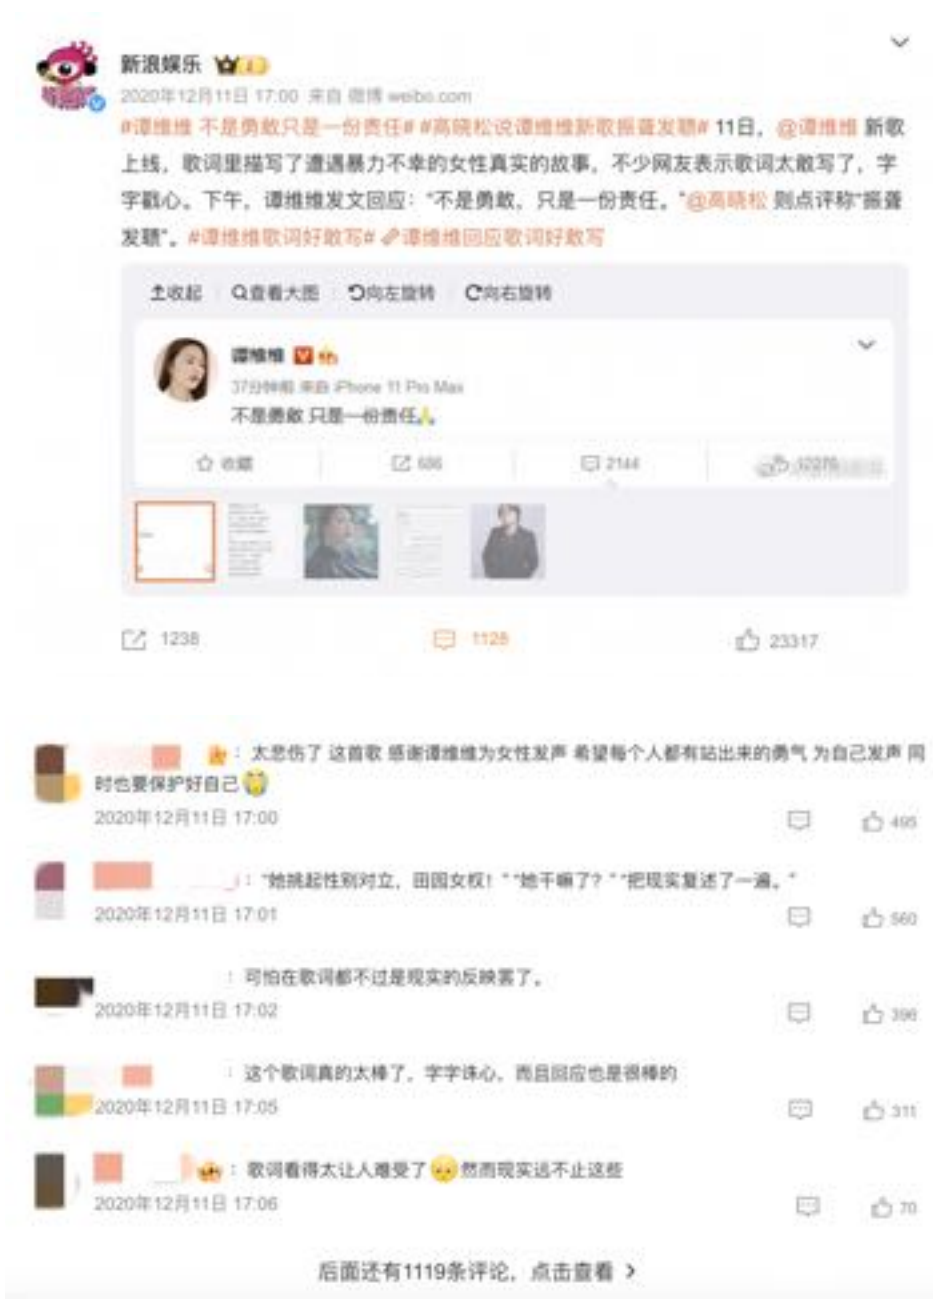 新浪娱乐
2020年12月11日 17:00 来自 微博 weibo.com
#谭维维 不是勇敢只是一份责任# #高晓松说谭维维新歌振聋发聩# 11日，@谭维维 新歌
上线，歌词里描写了遭遇暴力不幸的女性真实的故事，不少网友表示歌词太敢写了，字
字戳心。下午，谭维维发文回应：“不是勇敢，只是一份责任。”@高晓松 则点评称“振聋
发聩”。#谭维维歌词好敢写# 谭维维回应歌词好敢写
收起 查看大图 向左旋转 向右旋转
谭维维
37分钟前 来自 iPhone 11 Pro Max
不是勇敢 只是一份责任
收藏 686 2144
1238 1128 23317
： 太悲伤了 这首歌 感谢谭维维为女性发声 希望每个人都有站出来的勇气 为自己发声 同
时也要保护好自己
2020年12月11日 17:00 495
：“她挑起性别对立，田园女权！”“她干嘛了？”“把现实复述了一遍。”
2020年12月11日 17:01 560
： 可怕在歌词都不过是现实的反映罢了。
2020年12月11日 17:02 396
： 这个歌词真的太棒了，字字诛心，而且回应也是很棒的
2020年12月11日 17:05 311
： 歌词看得太让人难受了 然而现实远不止这些
2020年12月11日 17:06 70
后面还有1119条评论，点击查看 >